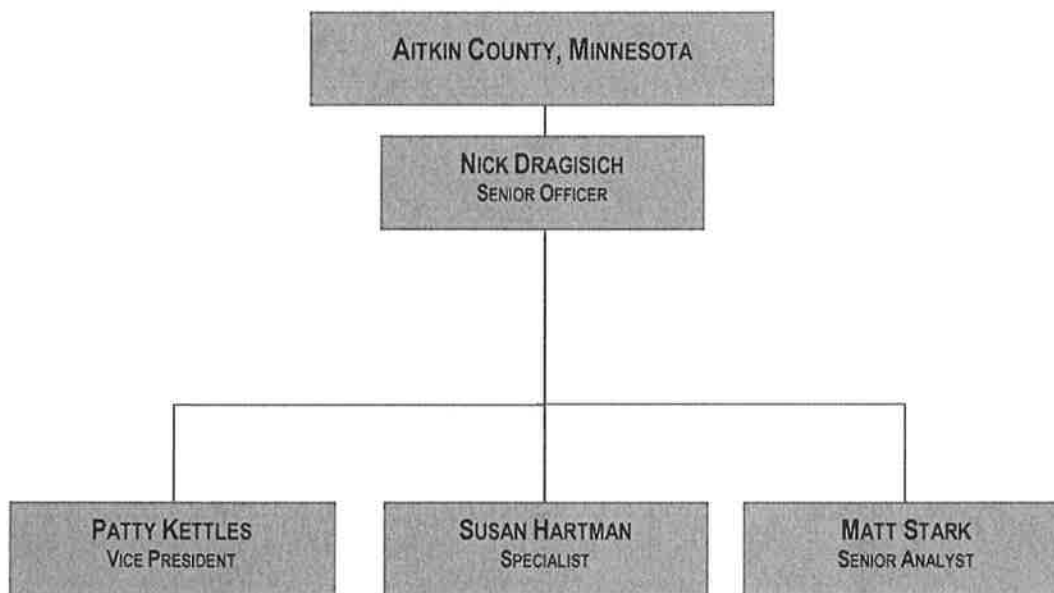 AITKIN COUNTY, MINNESOTA
NICK DRAGISICH
SENIOR OFFICER
PATTY KETTLES
VICE PRESIDENT
SUSAN HARTMAN
SPECIALIST
MATT STARK
SENIOR ANALYST